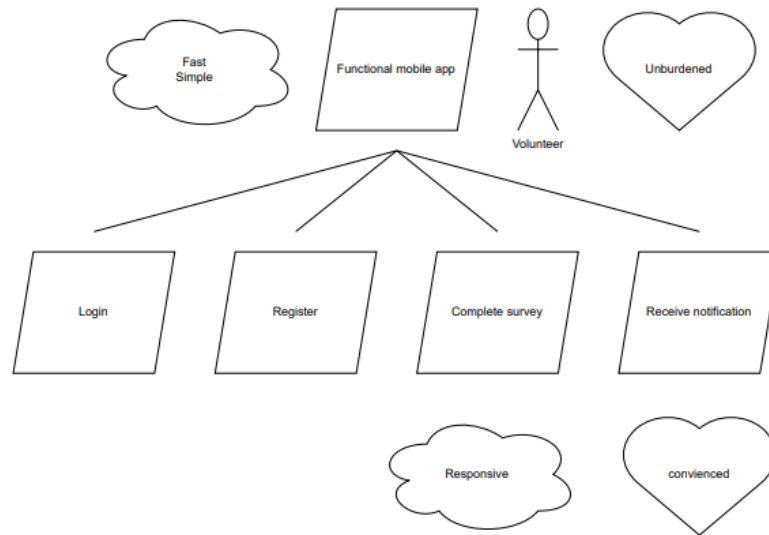 Fast
Simple
Functional mobile app
Unburdened
Volunteer
Login
Register
Complete survey
Receive notification
Responsive
convienced